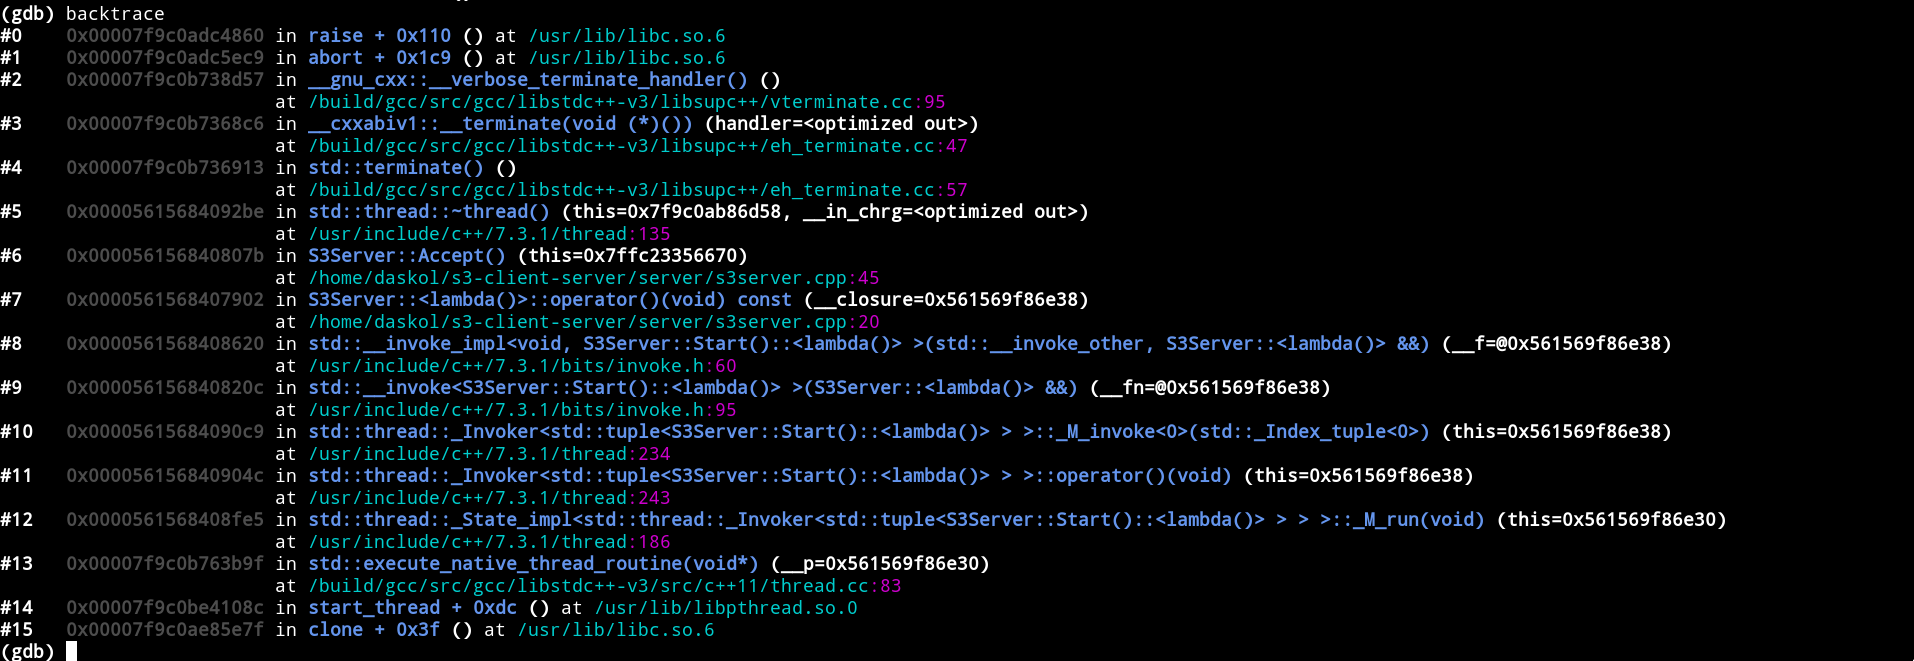 (gdb) backtrace
#0 0x00007f9c0adc4860 in raise + 0x110 () at /usr/lib/libc.so.6
#1 0x00007f9c0adc5ec9 in abort + 0x1c9 () at /usr/lib/libc.so.6
#2 0x00007f9c0b738d57 in __gnu_cxx::__verbose_terminate_handler() ()
at /build/gcc/src/gcc/libstdc++-v3/libsupc++/vterminate.cc:95
#3 0x00007f9c0b7368c6 in __cxxabiv1::__terminate(void (*)()) (handler=<optimized out>)
at /build/gcc/src/gcc/libstdc++-v3/libsupc++/eh_terminate.cc:47
#4 0x00007f9c0b736913 in std::terminate() ()
at /build/gcc/src/gcc/libstdc++-v3/libsupc++/eh_terminate.cc:57
#5 0x00005615684092be in std::thread::~thread() (this=0x7f9c0ab86d58, __in_chrg=<optimized out>)
at /usr/include/c++/7.3.1/thread:135
#6 0x000056156840807b in S3Server::Accept() (this=0x7ffc23356670)
at /home/daskol/s3-client-server/server/s3server.cpp:45
#7 0x0000561568407902 in S3Server::<lambda()>::operator()(void) const (__closure=0x561569f86e38)
at /home/daskol/s3-client-server/server/s3server.cpp:20
#8 0x0000561568408620 in std::__invoke_impl<void, S3Server::Start()::<lambda()> >(std::__invoke_other, S3Server::<lambda()> &&) (__f=@0x561569f86e38)
at /usr/include/c++/7.3.1/bits/invoke.h:60
#9 0x000056156840820c in std::__invoke<S3Server::Start()::<lambda()> >(S3Server::<lambda()> &&) (__fn=@0x561569f86e38)
at /usr/include/c++/7.3.1/bits/invoke.h:95
#10 0x00005615684090c9 in std::thread::_Invoker<std::tuple<S3Server::Start()::<lambda()> > >::_M_invoke<0>(std::_Index_tuple<0>) (this=0x561569f86e38)
at /usr/include/c++/7.3.1/thread:234
#11 0x000056156840904c in std::thread::_Invoker<std::tuple<S3Server::Start()::<lambda()> > >::operator()(void) (this=0x561569f86e38)
at /usr/include/c++/7.3.1/thread:243
#12 0x0000561568408fe5 in std::thread::_State_impl<std::thread::_Invoker<std::tuple<S3Server::Start()::<lambda()> > > >::_M_run(void) (this=0x561569f86e30)
at /usr/include/c++/7.3.1/thread:186
#13 0x00007f9c0b763b9f in std::execute_native_thread_routine(void*) (__p=0x561569f86e30)
at /build/gcc/src/gcc/libstdc++-v3/src/c++11/thread.cc:83
#14 0x00007f9c0be4108c in start_thread + 0xdc () at /usr/lib/libpthread.so.0
#15 0x00007f9c0ae85e7f in clone + 0x3f () at /usr/lib/libc.so.6
(gdb)